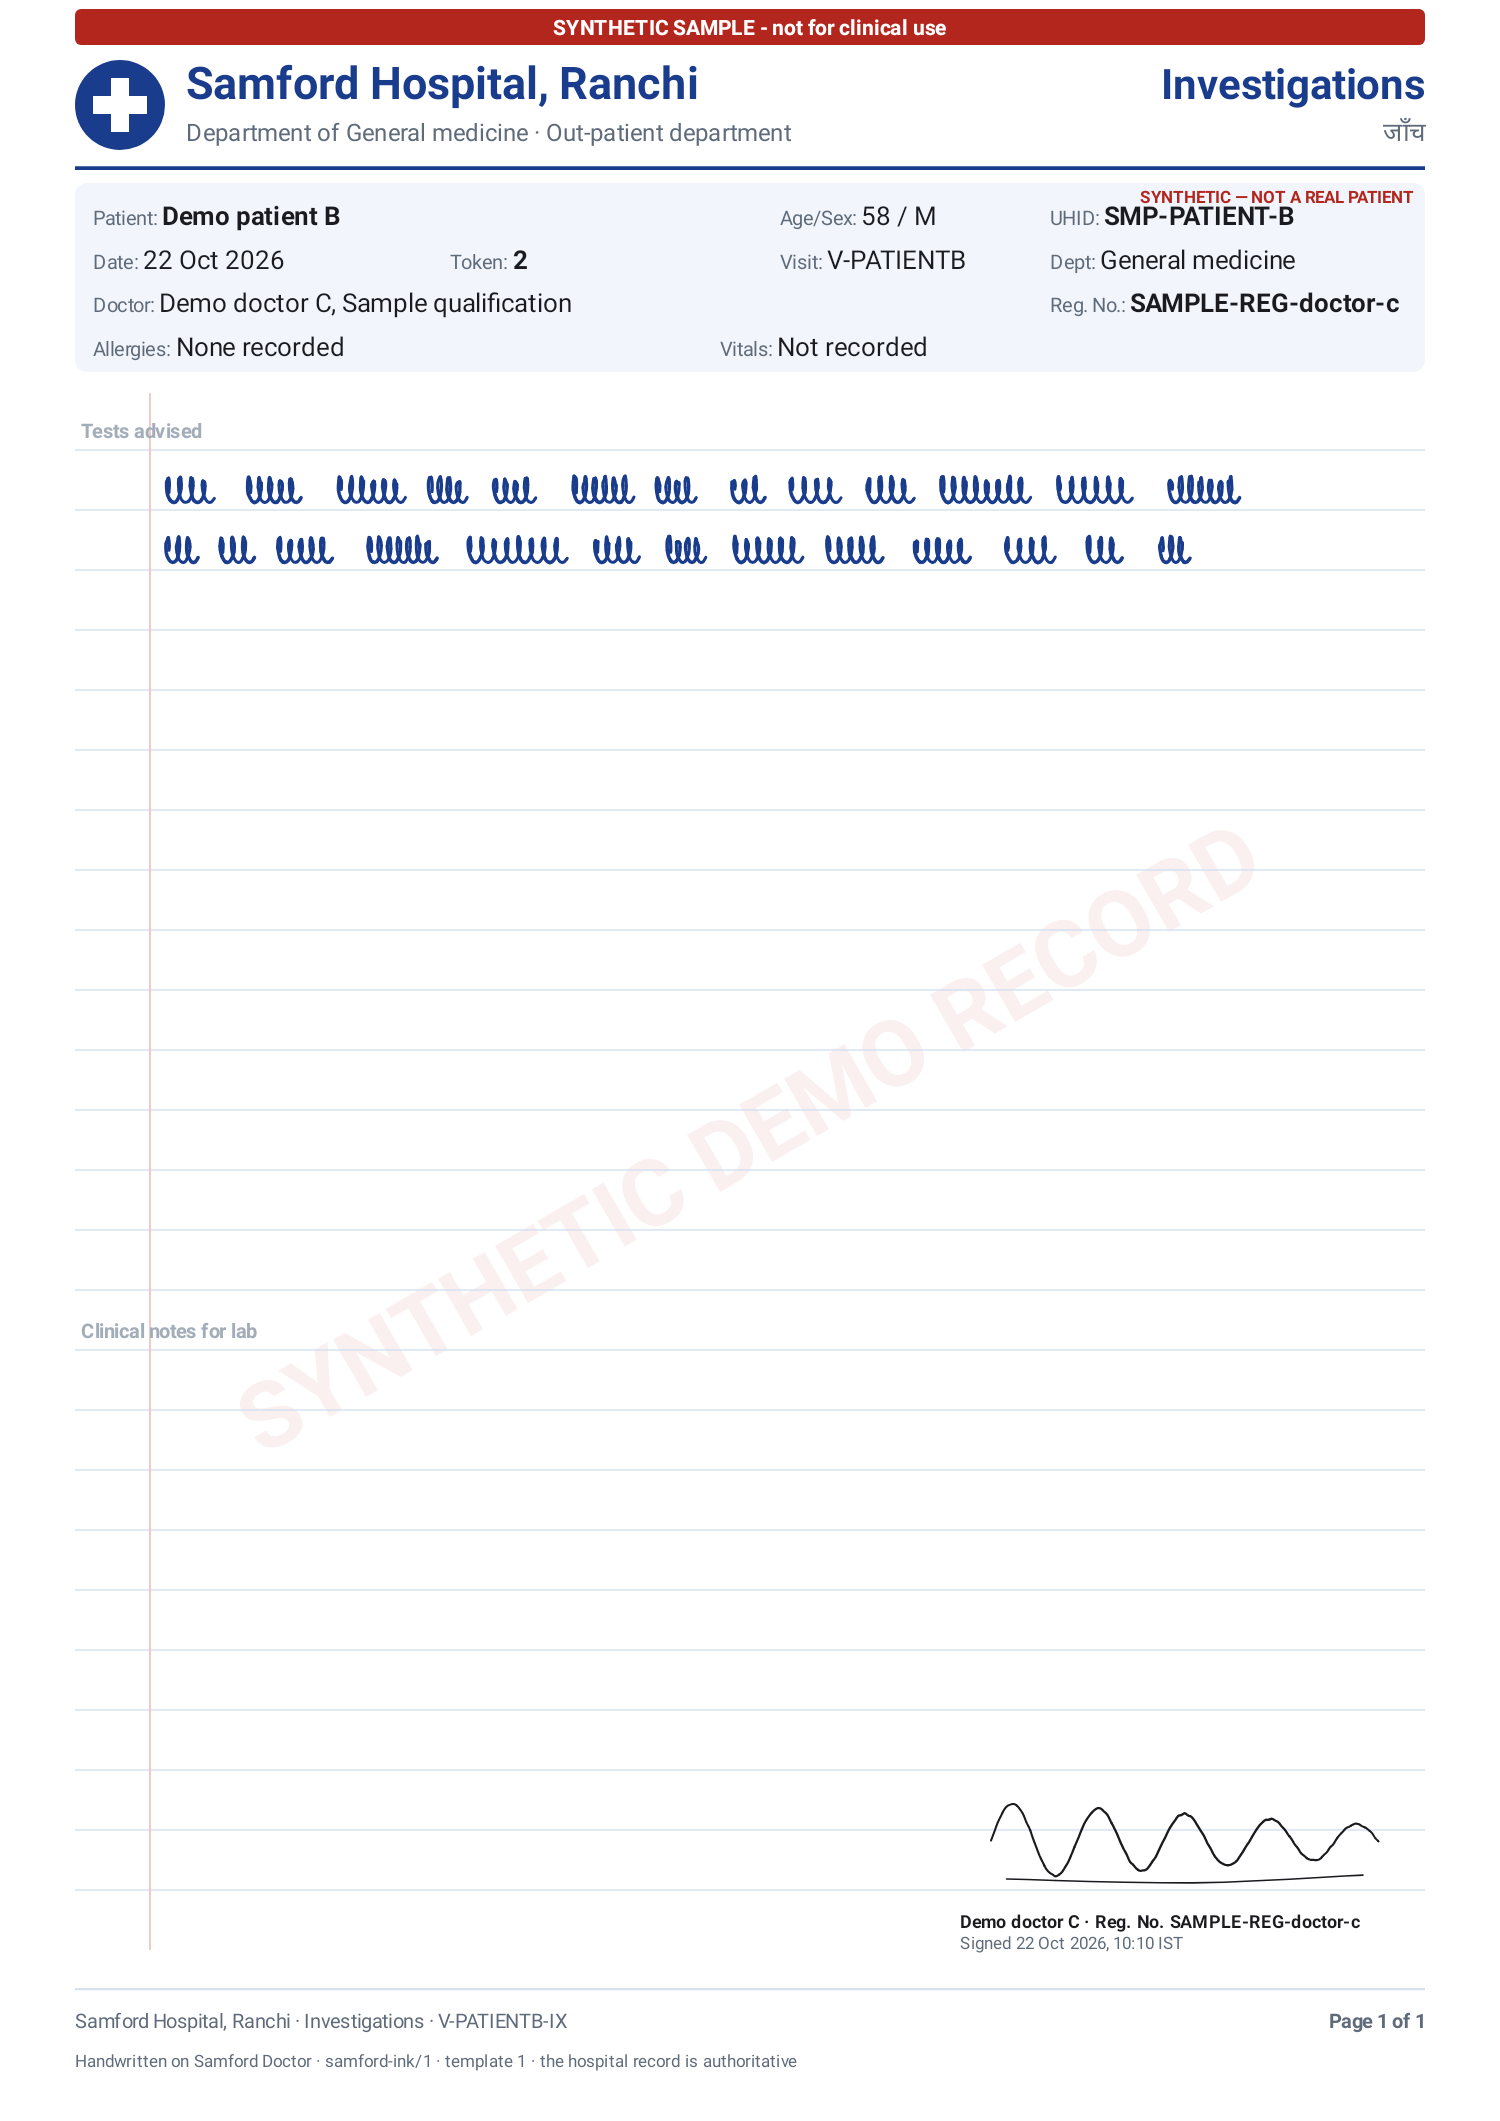 SYNTHETIC SAMPLE - not for clinical use
Samford Hospital, Ranchi
Investigations
Department of General medicine · Out-patient department
जाँच
SYNTHETIC — NOT A REAL PATIENT
Patient: Demo patient B Age/Sex: 58 / M UHID: SMP-PATIENT-B
Date: 22 Oct 2026 Token: 2 Visit: V-PATIENTB Dept: General medicine
Doctor: Demo doctor C, Sample qualification Reg. No.: SAMPLE-REG-doctor-c
Allergies: None recorded Vitals: Not recorded
Tests advised
SYNTHETIC DEMO RECORD
Clinical notes for lab
Demo doctor C · Reg. No. SAMPLE-REG-doctor-c
Signed 22 Oct 2026, 10:10 IST
Samford Hospital, Ranchi · Investigations · V-PATIENTB-IX
Page 1 of 1
Handwritten on Samford Doctor · samford-ink/1 · template 1 · the hospital record is authoritative